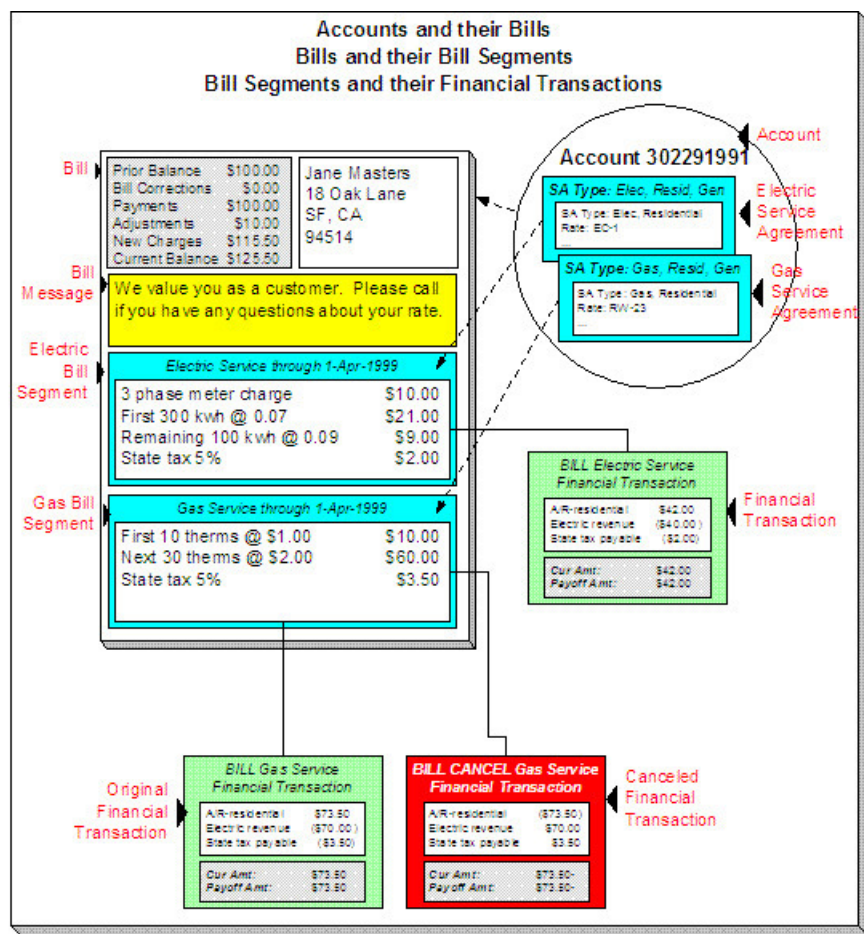 Accounts and their Bills
Bills and their Bill Segments
Bill Segments and their Financial Transactions
Account
Account 302291991
SA Type: Elec, Resid, Gen
SA Type: Elec, Residential
Rate: EC-1
...
Electric
Service
Agreement
SA Type: Gas, Resid, Gen
SA Type: Gas, Residential
Rate: RW-23
...
Gas
Service
Agreement
Bill
Prior Balance $100.00
Bill Corrections $0.00
Payments $100.00
Adjustments $10.00
New Charges $115.50
Current Balance $125.50
Jane Masters
18 Oak Lane
SF, CA
94514
Bill
Message
We value you as a customer. Please call
if you have any questions about your rate.
Electric
Bill
Segment
Electric Service through 1-Apr-1999
3 phase meter charge $10.00
First 300 kwh @ 0.07 $21.00
Remaining 100 kwh @ 0.09 $9.00
State tax 5% $2.00
Gas Bill
Segment
Gas Service through 1-Apr-1999
First 10 therms @ $1.00 $10.00
Next 30 therms @ $2.00 $60.00
State tax 5% $3.50
BILL Electric Service
Financial Transaction
A/R-residential $42.00
Electric revenue ($40.00)
State tax payable ($2.00)
Cur Amt: $42.00
Payoff Amt: $42.00
Financial
Transaction
Original
Financial
Transaction
BILL Gas Service
Financial Transaction
A/R-residential $73.50
Electric revenue ($70.00)
State tax payable ($3.50)
Cur Amt: $73.50
Payoff Amt: $73.50
BILL CANCEL Gas Service
Financial Transaction
A/R-residential ($73.50)
Electric revenue $70.00
State tax payable $3.50
Cur Amt: $73.50-
Payoff Amt: $73.50-
Canceled
Financial
Transaction